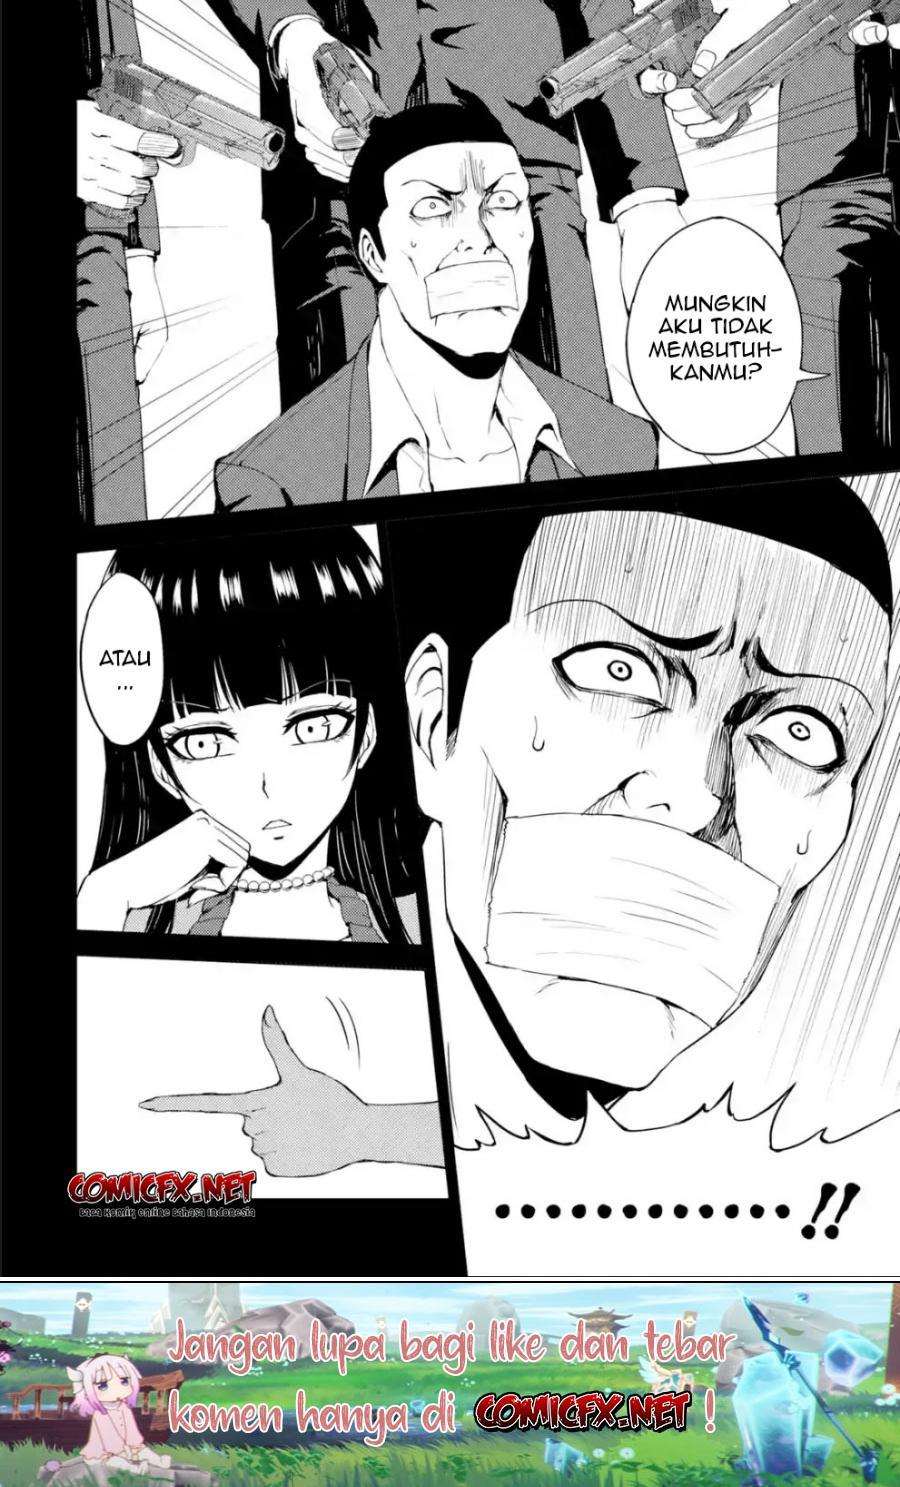 MUNGKIN
AKU TIDAK
MEMBUTUH-
KANMU?
ATAU
...
.............!!
COMICFX.NET
Baca Komik Online Bahasa Indonesia
Jangan lupa bagi like dan tebar
komen hanya di COMICFX.NET !